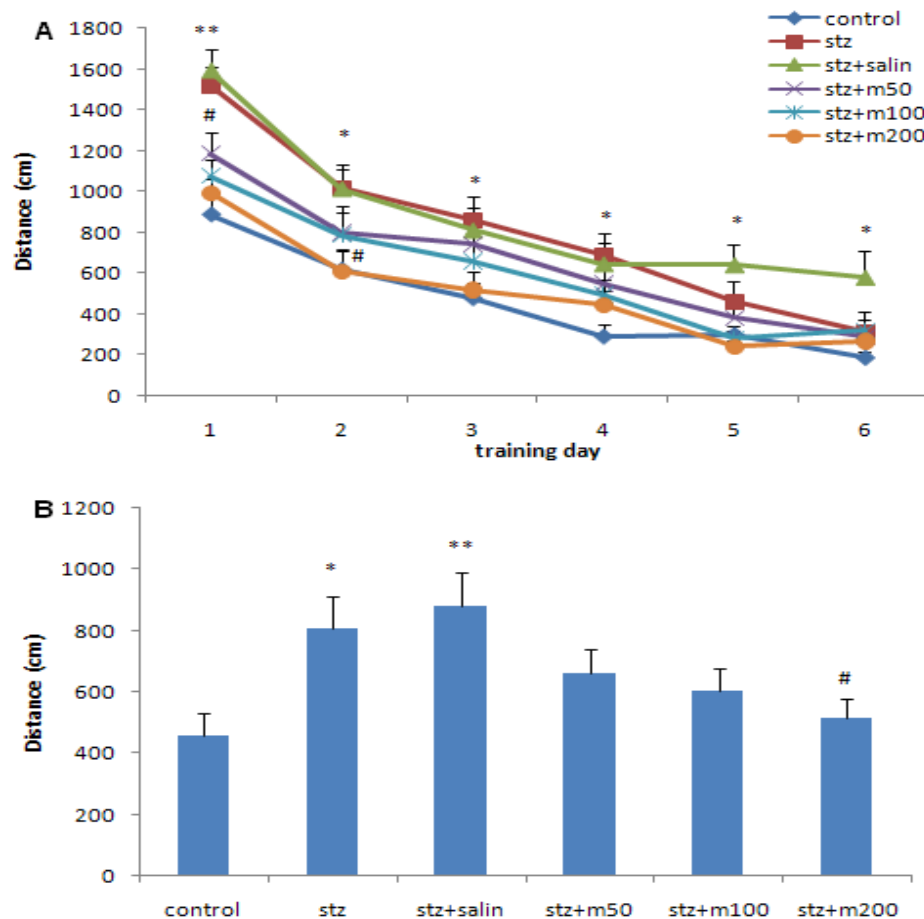 A
Distance (cm)
1800
1600
1400
1200
1000
800
600
400
200
0
**
#
*
#
*
*
*
*
1 2 3 4 5 6
training day
control
stz
stz+salin
stz+m50
stz+m100
stz+m200
B
Distance (cm)
1200
1000
800
600
400
200
0
*
**
#
control stz stz+salin stz+m50 stz+m100 stz+m200